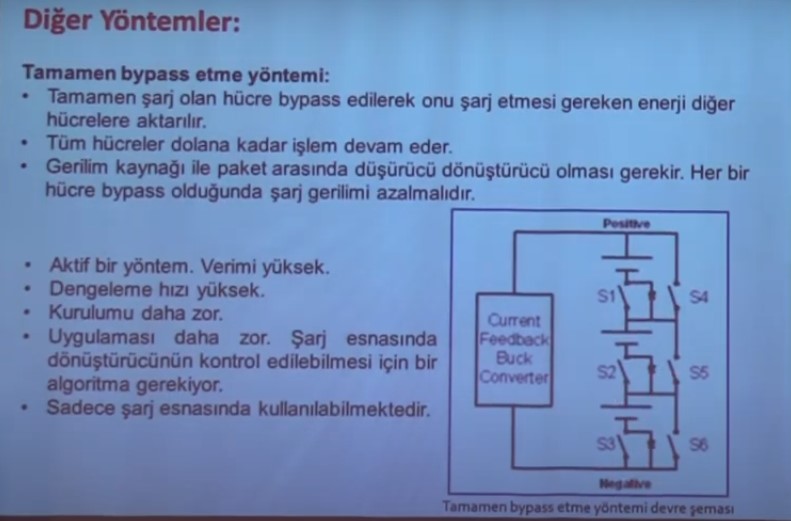 Diğer Yöntemler:
Tamamen bypass etme yöntemi:
• Tamamen şarj olan hücre bypass edilerek onu şarj etmesi gereken enerji diğer
hücrelere aktarılır.
• Tüm hücreler dolana kadar işlem devam eder.
• Gerilim kaynağı ile paket arasında düşürücü dönüştürücü olması gerekir. Her bir
hücre bypass olduğunda şarj gerilimi azalmalıdır.
• Aktif bir yöntem. Verimi yüksek.
• Dengeleme hızı yüksek.
• Kurulumu daha zor.
• Uygulaması daha zor. Şarj esnasında
dönüştürücünün kontrol edilebilmesi için bir
algoritma gerekiyor.
• Sadece şarj esnasında kullanılabilmektedir.
Positive
S1 S4
Current
Feedback
Buck
Converter
S2 S5
S3 S6
Negative
Tamamen bypass etme yöntemi devre şeması